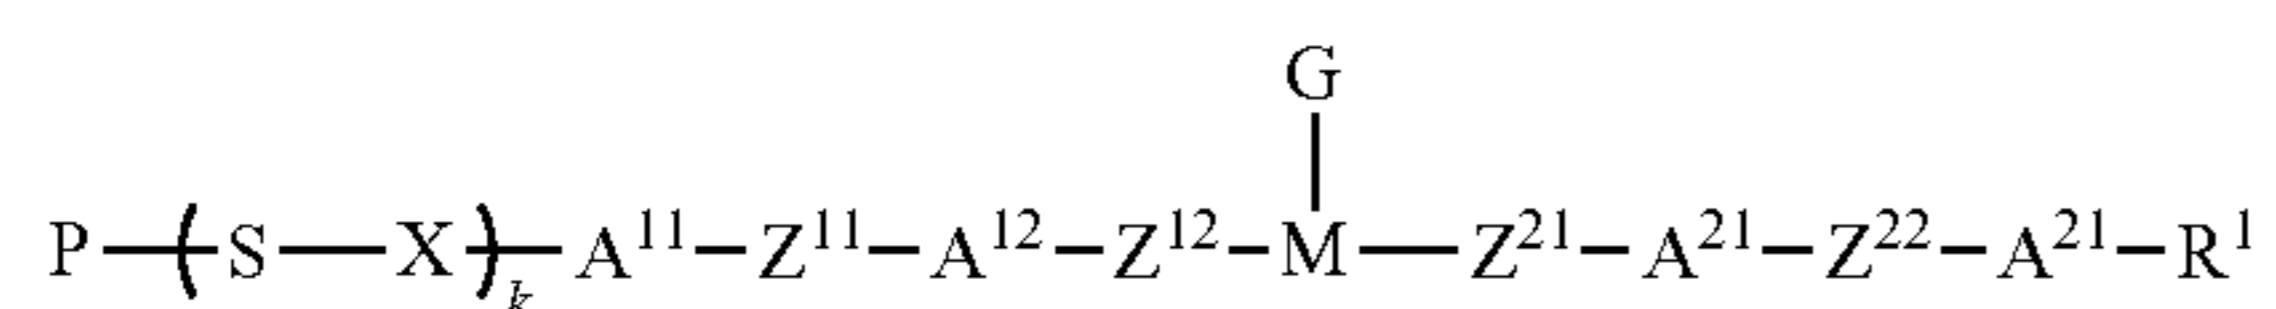 G
P—(S—X)k—A¹¹—Z¹¹—A¹²—Z¹²—M—Z²¹—A²¹—Z²²—A²¹—R¹